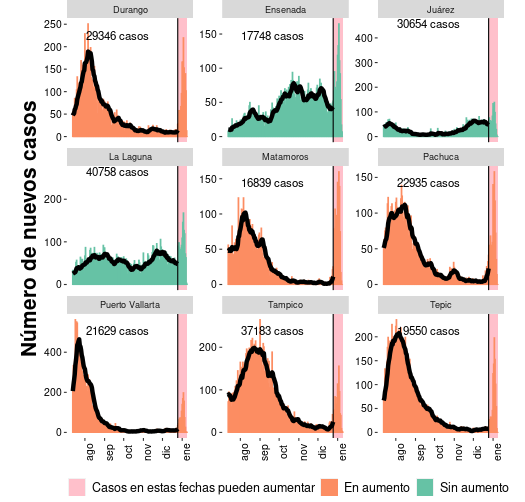 Número de nuevos casos
Durango
29346 casos
250
200
150
100
50
0
Ensenada
17748 casos
150
100
50
0
Juárez
30654 casos
400
300
200
100
0
La Laguna
40758 casos
200
100
0
Matamoros
16839 casos
150
100
50
0
Pachuca
22935 casos
150
100
50
0
Puerto Vallarta
21629 casos
400
200
0
Tampico
37183 casos
200
100
0
Tepic
19550 casos
200
150
100
50
0
ago sep oct nov dic ene
ago sep oct nov dic ene
ago sep oct nov dic ene
Casos en estas fechas pueden aumentar En aumento Sin aumento